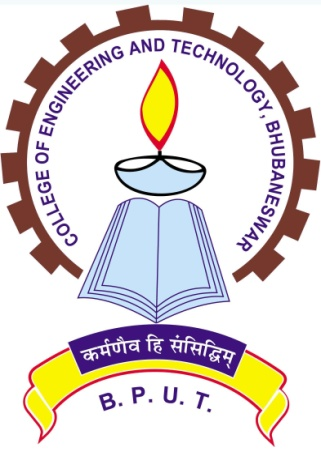 COLLEGE OF ENGINEERING AND TECHNOLOGY, BHUBANESWAR
कर्मणैव हि संसिद्धिम्
B. P. U. T.